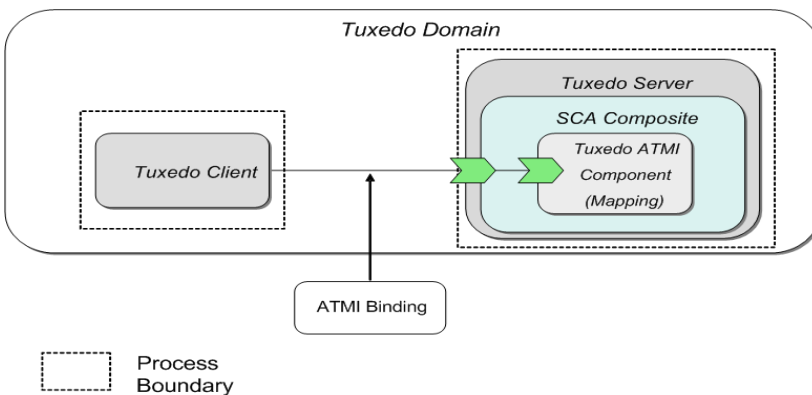 Tuxedo Domain
Tuxedo Server
SCA Composite
Tuxedo ATMI
Component
(Mapping)
Tuxedo Client
ATMI Binding
Process
Boundary